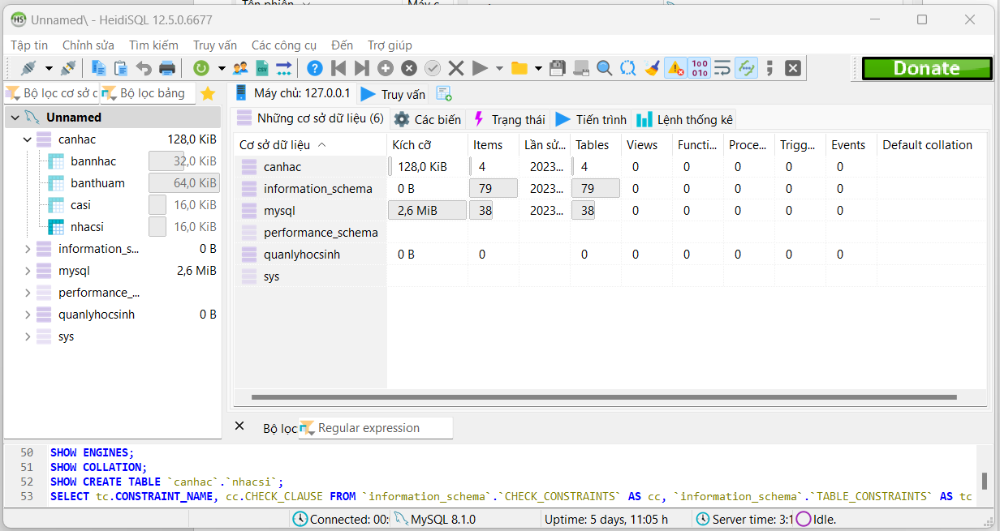 Unnamed\ - HeidiSQL 12.5.0.6677
Tập tin Chỉnh sửa Tìm kiếm Truy vấn Các công cụ Đến Trợ giúp
Donate
Bộ lọc cơ sở Bộ lọc bảng
Máy chủ: 127.0.0.1 Truy vấn
Unnamed
Những cơ sở dữ liệu (6) Các biến Trạng thái Tiến trình Lệnh thống kê
canhac 128,0 KiB
bannhac 32,0 KiB
banthuam 64,0 KiB
casi 16,0 KiB
nhacsi 16,0 KiB
information_s... 0 B
mysql 2,6 MiB
performance_...
quanlyhocsinh 0 B
sys
Cơ sở dữ liệu Kích cỡ Items Lần sử... Tables Views Functi... Proce... Trigg... Events Default collation
canhac 128,0 KiB 4 2023... 4 0 0 0 0 0
information_schema 0 B 79 2023... 79 0 0 0 0 0
mysql 2,6 MiB 38 2023... 38 0 0 0 0 0
performance_schema
quanlyhocsinh 0 B 0 0 0 0 0 0 0
sys
Bộ lọc Regular expression
50 SHOW ENGINES;
51 SHOW COLLATION;
52 SHOW CREATE TABLE `canhac`.`nhacsi`;
53 SELECT tc.CONSTRAINT_NAME, cc.CHECK_CLAUSE FROM `information_schema`.`CHECK_CONSTRAINTS` AS cc, `information_schema`.`TABLE_CONSTRAINTS` AS tc
Connected: 00: MySQL 8.1.0 Uptime: 5 days, 11:05 h Server time: 3:1 Idle.